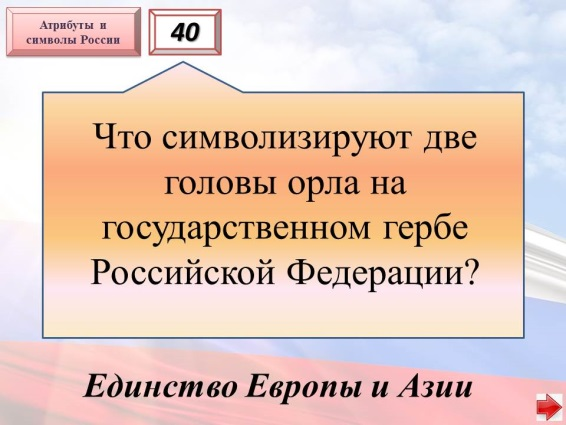 Атрибуты и
символы России
40
Что символизируют две
головы орла на
государственном гербе
Российской Федерации?
Единство Европы и Азии